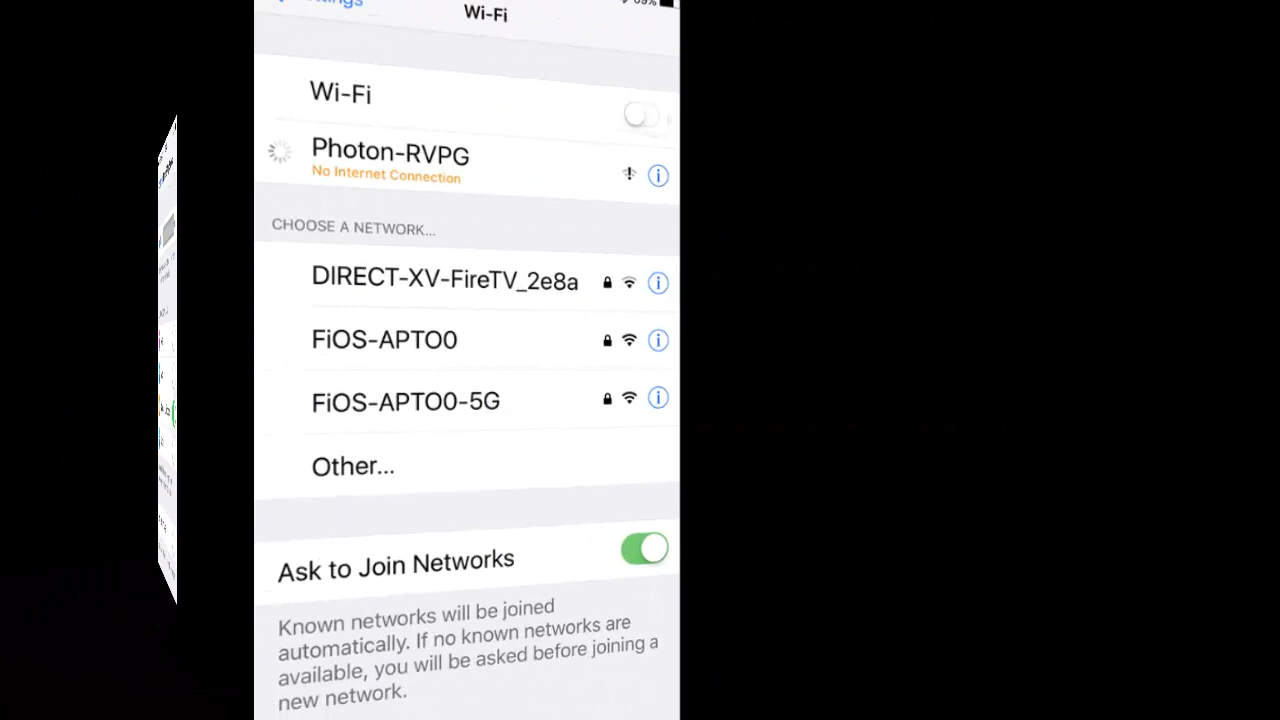 Wi-Fi
Wi-Fi
Photon-RVPG
No Internet Connection
CHOOSE A NETWORK...
DIRECT-XV-FireTV_2e8a
FiOS-APTO0
FiOS-APTO0-5G
Other...
Ask to Join Networks
Known networks will be joined
automatically. If no known networks are
available, you will be asked before joining a
new network.